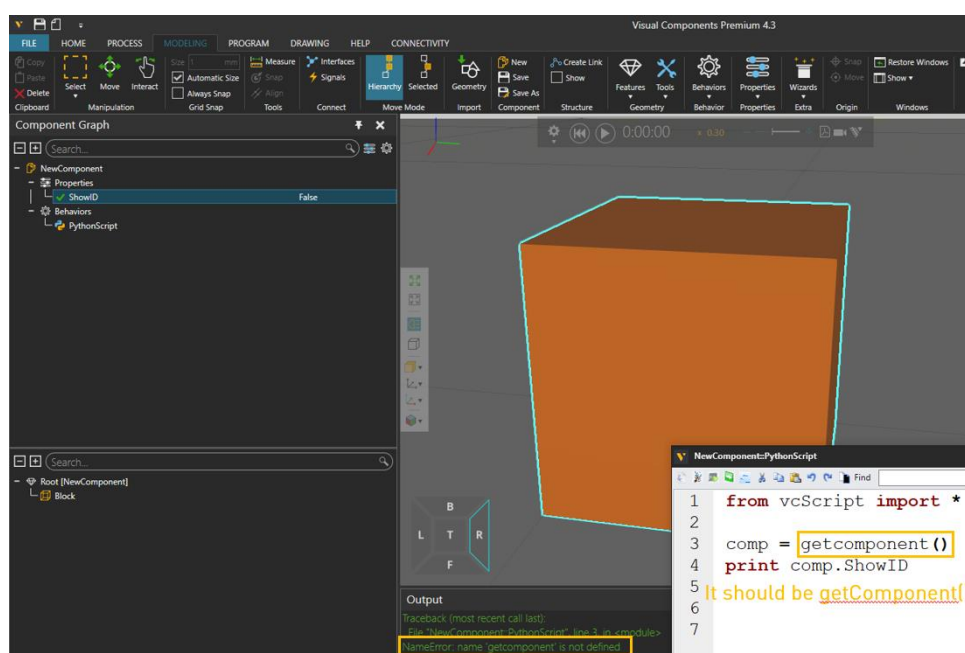 Visual Components Premium 4.3
FILE HOME PROCESS MODELING PROGRAM DRAWING HELP CONNECTIVITY
Copy
Paste
Delete
Clipboard
Select Move Interact
Manipulation
Size 1 mm
Automatic Size
Always Snap
Grid Snap
Measure
Snap
Align
Tools
Interfaces
Signals
Connect
Hierarchy Selected
Move Mode
Geometry
Import
New
Save
Save As
Component
Create Link
Show
Structure
Features Tools
Geometry
Behaviors
Behavior
Properties
Properties
Wizards
Extra
Snap
Move
Origin
Restore Windows
Show
Windows
Component Graph
Search...
NewComponent
Properties
ShowID False
Behaviors
PythonScript
0:00:00 x 0.30
Search...
Root [NewComponent]
Block
B
L T R
F
Output
Traceback (most recent call last):
File "NewComponent::PythonScript", line 3, in <module>
NameError: name 'getcomponent' is not defined
NewComponent::PythonScript
Find
1 from vcScript import *
2
3 comp = getcomponent()
4 print comp.ShowID
5 It should be getComponent(
6
7